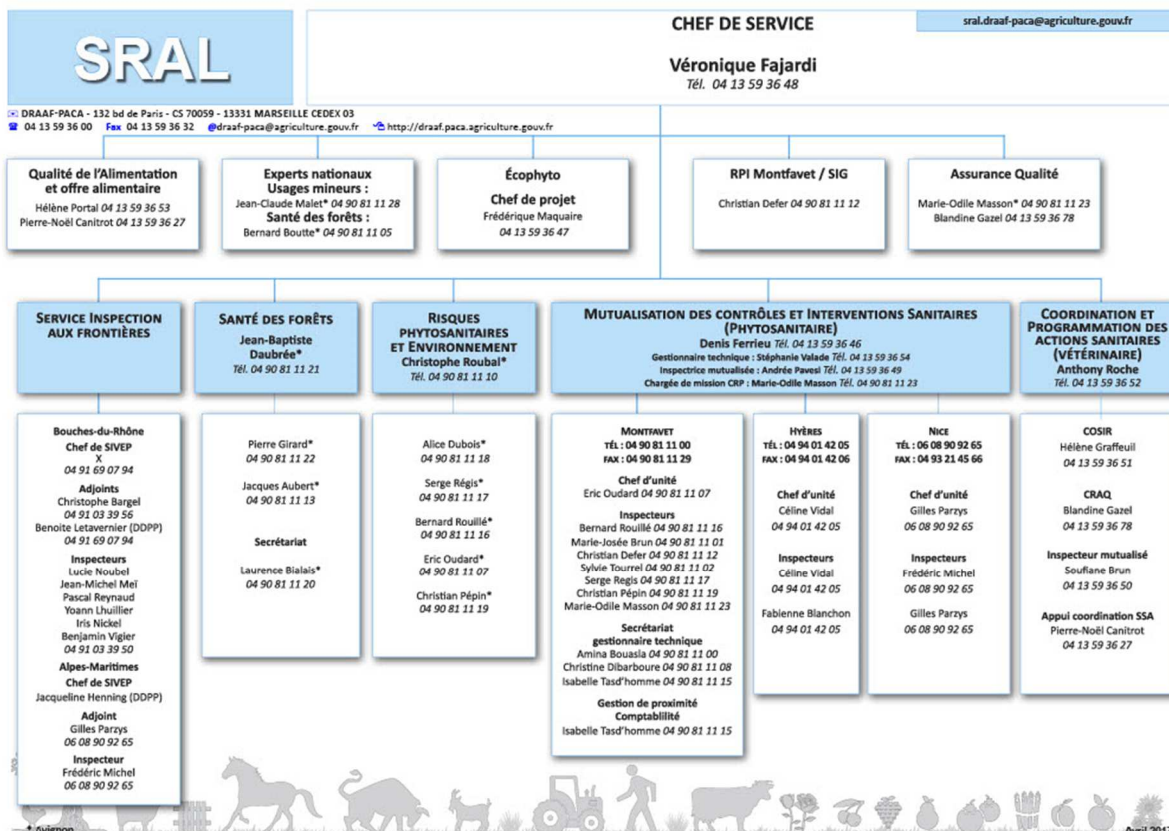 SRAL
CHEF DE SERVICE
Véronique Fajardi
Tél. 04 13 59 36 48
sral.draaf-paca@agriculture.gouv.fr
DRAAF-PACA - 132 bd de Paris - CS 70059 - 13331 MARSEILLE CEDEX 03
04 13 59 36 00 Fax 04 13 59 36 32 @draaf-paca@agriculture.gouv.fr http://draaf.paca.agriculture.gouv.fr
Qualité de l'Alimentation
et offre alimentaire
Hélène Portal 04 13 59 36 53
Pierre-Noël Canitrot 04 13 59 36 27
Experts nationaux
Usages mineurs :
Jean-Claude Malet* 04 90 81 11 28
Santé des forêts :
Bernard Boutte* 04 90 81 11 05
Écophyto
Chef de projet
Frédérique Maquaire
04 13 59 36 47
RPI Montfavet / SIG
Christian Defer 04 90 81 11 12
Assurance Qualité
Marie-Odile Masson* 04 90 81 11 23
Blandine Gazel 04 13 59 36 78
SERVICE INSPECTION
AUX FRONTIÈRES
Bouches-du-Rhône
Chef de SIVEP
X
04 91 69 07 94
Adjoints
Christophe Bargel
04 91 03 39 56
Benoite Letavernier (DDPP)
04 91 69 07 94
Inspecteurs
Lucie Noubel
Jean-Michel Meï
Pascal Reynaud
Yoann Lhuillier
Iris Nickel
Benjamin Vigier
04 91 03 39 50
Alpes-Maritimes
Chef de SIVEP
Jacqueline Henning (DDPP)
Adjoint
Gilles Parzys
06 08 90 92 65
Inspecteur
Frédéric Michel
06 08 90 92 65
SANTÉ DES FORÊTS
Jean-Baptiste
Daubrée*
Tél. 04 90 81 11 21
Pierre Girard*
04 90 81 11 22
Jacques Aubert*
04 90 81 11 13
Secrétariat
Laurence Bialais*
04 90 81 11 20
RISQUES
PHYTOSANITAIRES
ET ENVIRONNEMENT
Christophe Roubal*
Tél. 04 90 81 11 10
Alice Dubois*
04 90 81 11 18
Serge Régis*
04 90 81 11 17
Bernard Rouillé*
04 90 81 11 16
Eric Oudard*
04 90 81 11 07
Christian Pépin*
04 90 81 11 19
MUTUALISATION DES CONTRÔLES ET INTERVENTIONS SANITAIRES
(PHYTOSANITAIRE)
Denis Ferrieu Tél. 04 13 59 36 46
Gestionnaire technique : Stéphanie Valade Tél. 04 13 59 36 54
Inspectrice mutualisée : Andrée Pavesi Tél. 04 13 59 36 49
Chargée de mission CRP : Marie-Odile Masson Tél. 04 90 81 11 23
MONTFAVET
TÉL : 04 90 81 11 00
FAX : 04 90 81 11 29
Chef d'unité
Eric Oudard 04 90 81 11 07
Inspecteurs
Bernard Rouillé 04 90 81 11 16
Marie-Josée Brun 04 90 81 11 01
Christian Defer 04 90 81 11 12
Sylvie Tourrel 04 90 81 11 02
Serge Regis 04 90 81 11 17
Christian Pépin 04 90 81 11 19
Marie-Odile Masson 04 90 81 11 23
Secrétariat
gestionnaire technique
Amina Bouasla 04 90 81 11 00
Christine Dibarboure 04 90 81 11 08
Isabelle Tasd'homme 04 90 81 11 15
Gestion de proximité
Comptablilité
Isabelle Tasd'homme 04 90 81 11 15
HYÈRES
TÉL : 04 94 01 42 05
FAX : 04 94 01 42 06
Chef d'unité
Céline Vidal
04 94 01 42 05
Inspecteurs
Céline Vidal
04 94 01 42 05
Fabienne Blanchon
04 94 01 42 05
NICE
TÉL : 06 08 90 92 65
FAX : 04 93 21 45 66
Chef d'unité
Gilles Parzys
06 08 90 92 65
Inspecteurs
Frédéric Michel
06 08 90 92 65
Gilles Parzys
06 08 90 92 65
COORDINATION ET
PROGRAMMATION DES
ACTIONS SANITAIRES
(VÉTÉRINAIRE)
Anthony Roche
Tél. 04 13 59 36 52
COSIR
Hélène Graffeuil
04 13 59 36 51
CRAQ
Blandine Gazel
04 13 59 36 78
Inspecteur mutualisé
Soufiane Brun
04 13 59 36 50
Appui coordination SSA
Pierre-Noël Canitrot
04 13 59 36 27
* Avignon
Avril